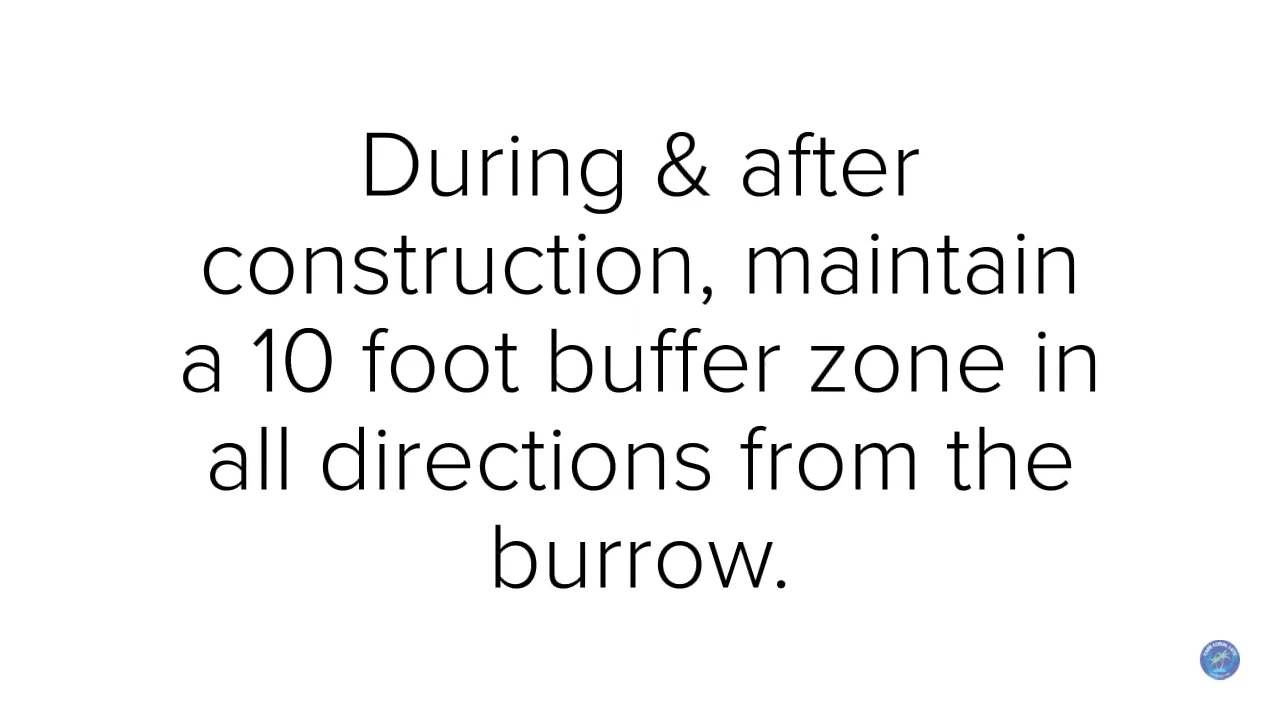 During & after
construction, maintain
a 10 foot buffer zone in
all directions from the
burrow.